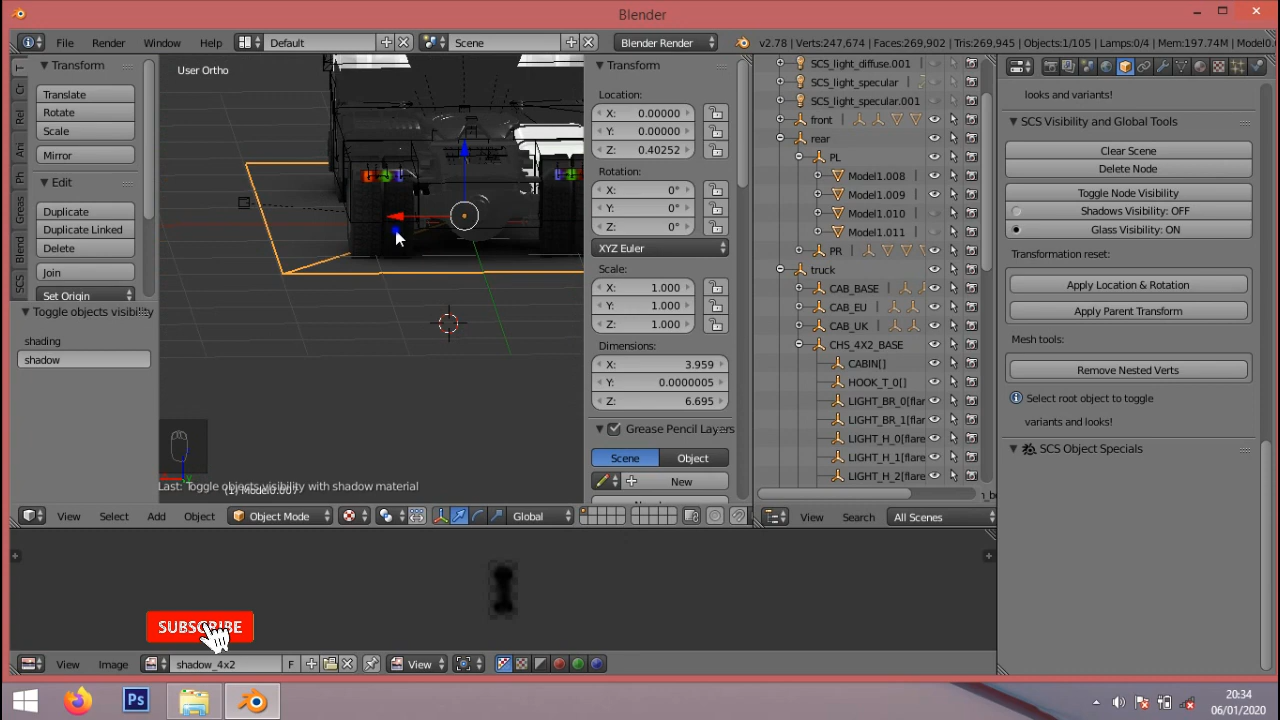 Blender
File Render Window Help Default Scene Blender Render v2.78 | Verts:247,674 | Faces:269,902 | Tris:269,945 | Objects:1/105 | Lamps:0/4 | Mem:197.74M |
Transform
Translate
Rotate
Scale
Mirror
Edit
Duplicate
Duplicate Linked
Delete
Join
Set Origin
Cr
Rel
Ani
Ph
Greas
Blend
SCS
Toggle objects visibility
shading
shadow
User Ortho
Last: Toggle objects visibility with shadow material
View Select Add Object Object Mode Global
Transform
Location:
X: 0.00000
Y: 0.00000
Z: 0.40252
Rotation:
X: 0°
Y: 0°
Z: 0°
XYZ Euler
Scale:
X: 1.000
Y: 1.000
Z: 1.000
Dimensions:
X: 3.959
Y: 0.0000005
Z: 6.695
Grease Pencil Layers
Scene Object
New
SCS_light_diffuse.001
SCS_light_specular
SCS_light_specular.001
front
rear
PL
Model1.008
Model1.009
Model1.010
Model1.011
PR
truck
CAB_BASE
CAB_EU
CAB_UK
CHS_4X2_BASE
CABIN[]
HOOK_T_0[]
LIGHT_BR_0[flar
LIGHT_BR_1[flar
LIGHT_H_0[flare
LIGHT_H_1[flare
LIGHT_H_2[flare
View Search All Scenes
looks and variants!
SCS Visibility and Global Tools
Clear Scene
Delete Node
Toggle Node Visibility
Shadows Visibility: OFF
Glass Visibility: ON
Transformation reset:
Apply Location & Rotation
Apply Parent Transform
Mesh tools:
Remove Nested Verts
Select root object to toggle
variants and looks!
SCS Object Specials
SUBSCRIBE
View Image shadow_4x2 F View
Ps
20:34
06/01/2020